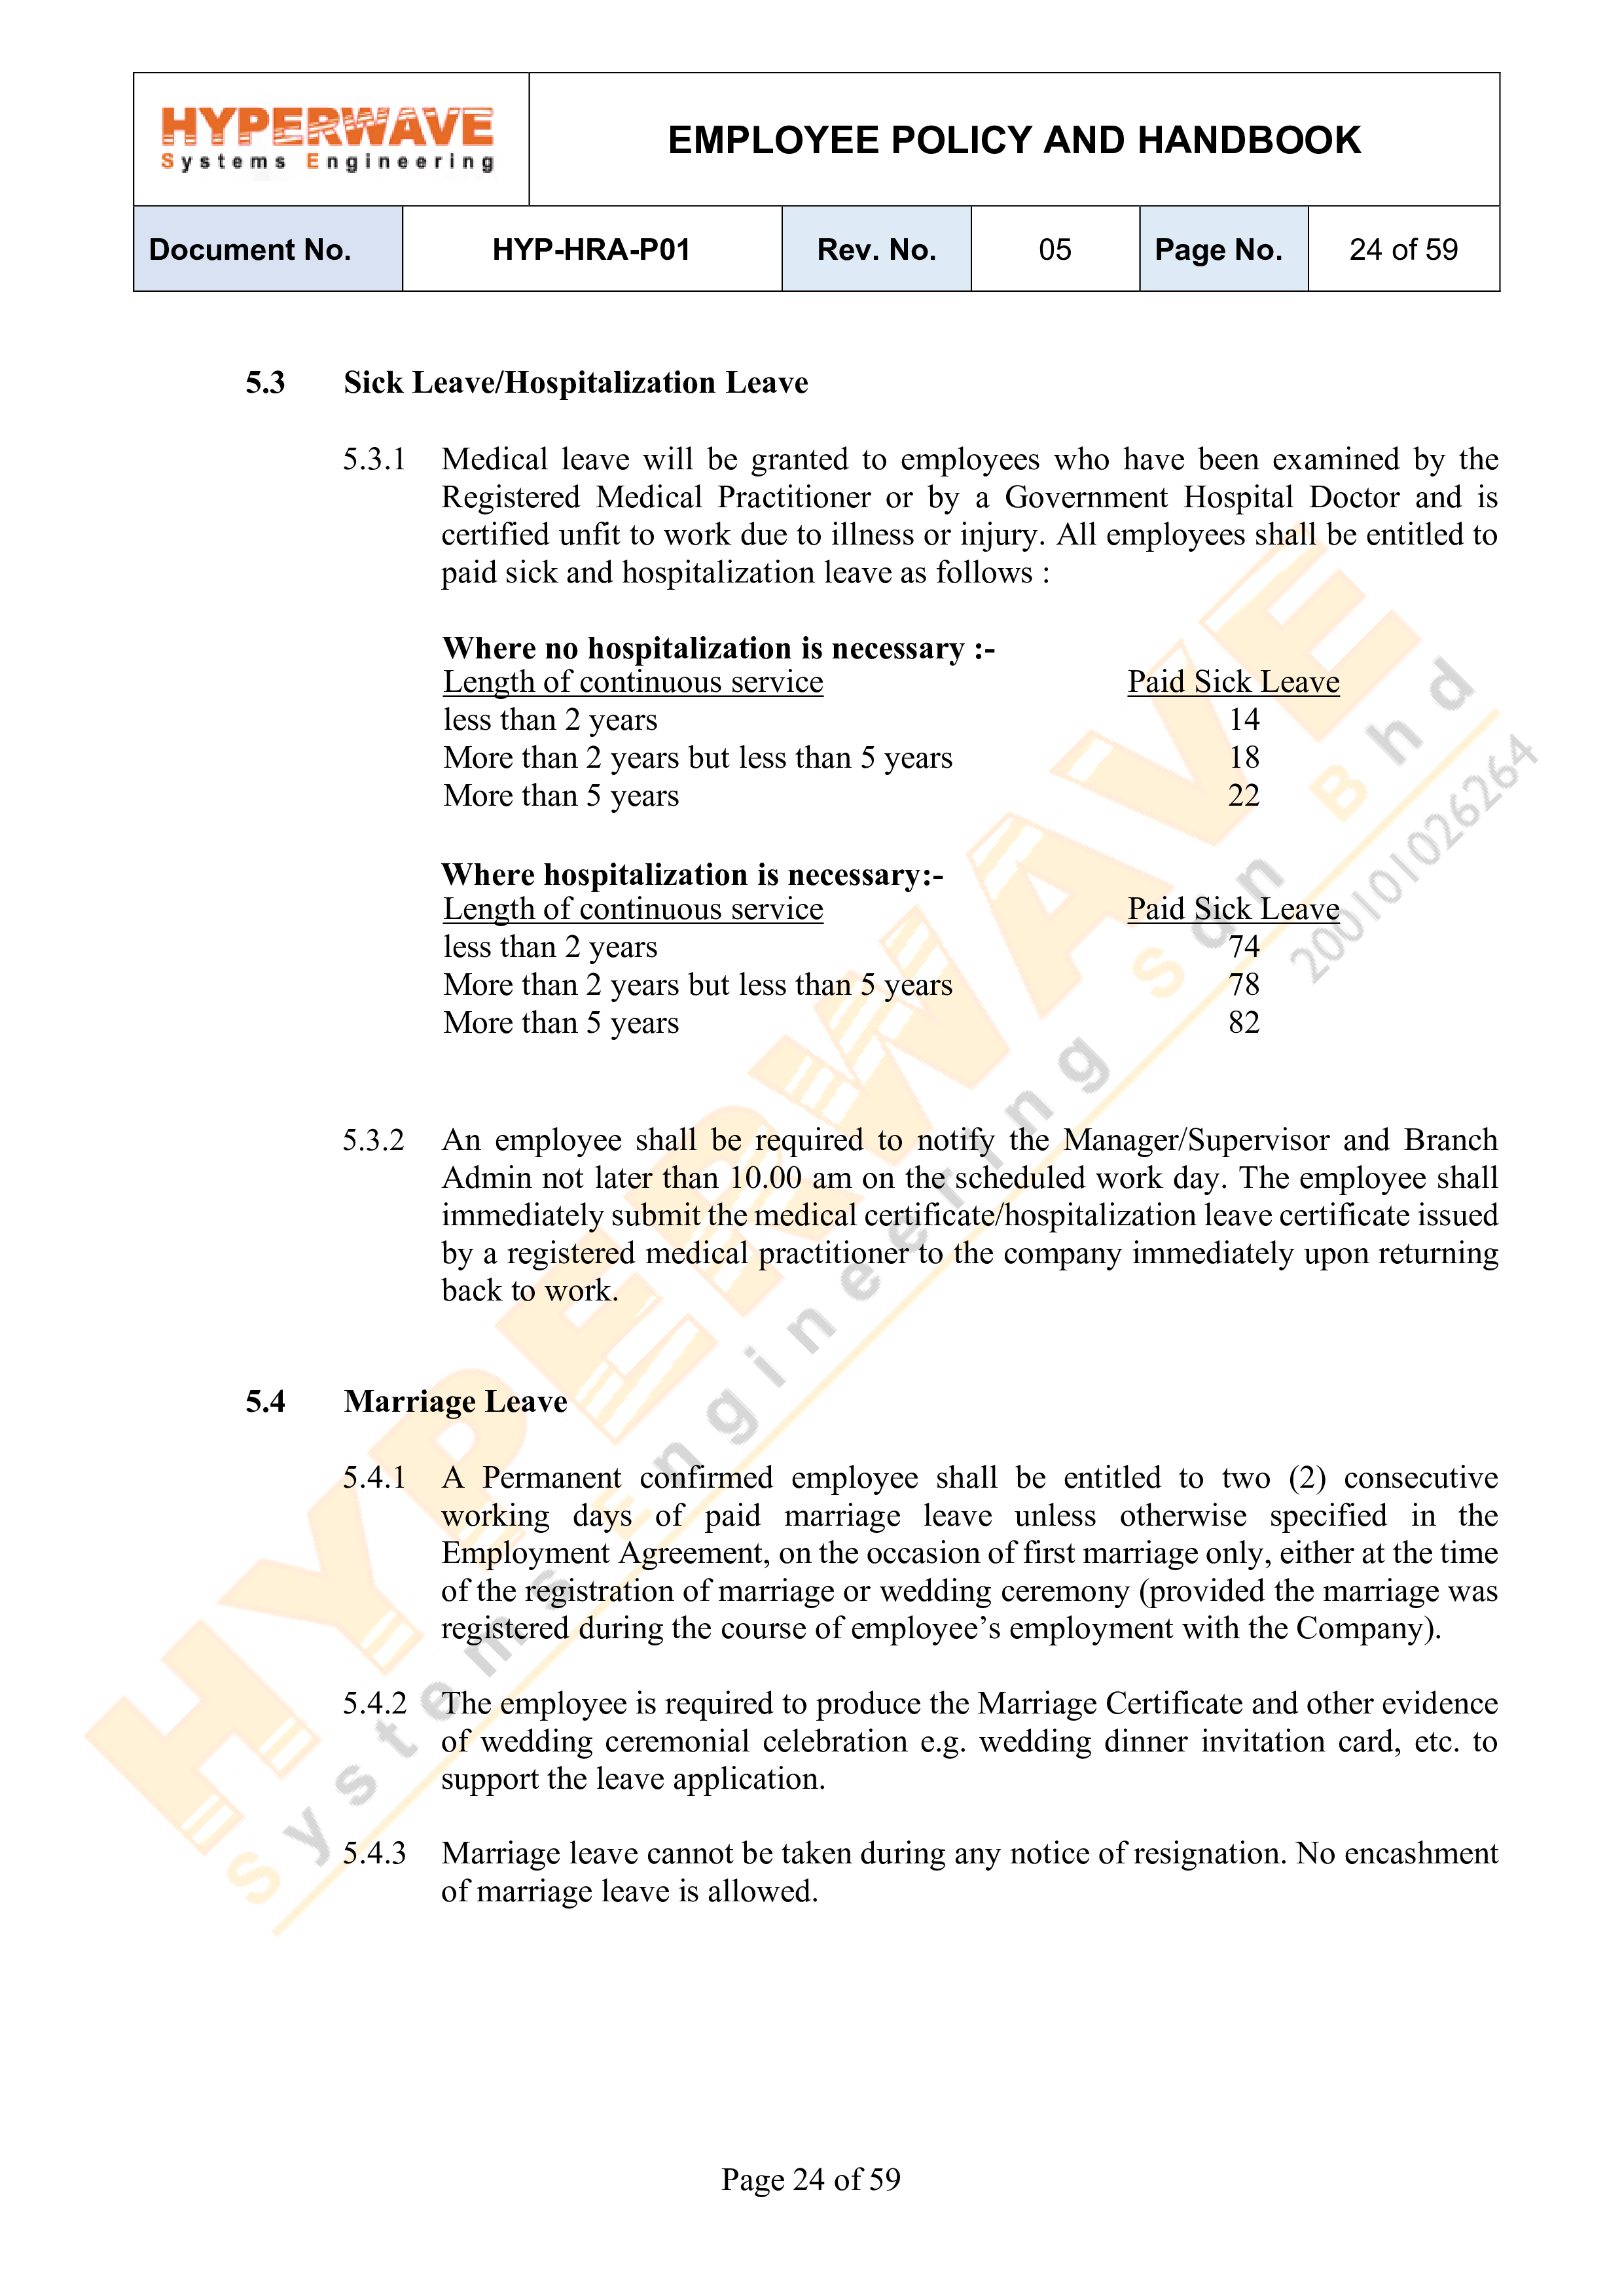 HYPERWAVE
Systems Engineering
EMPLOYEE POLICY AND HANDBOOK
Document No. HYP-HRA-P01 Rev. No. 05 Page No. 24 of 59
5.3 Sick Leave/Hospitalization Leave
5.3.1 Medical leave will be granted to employees who have been examined by the
Registered Medical Practitioner or by a Government Hospital Doctor and is
certified unfit to work due to illness or injury. All employees shall be entitled to
paid sick and hospitalization leave as follows :
Where no hospitalization is necessary :-
Length of continuous service Paid Sick Leave
less than 2 years 14
More than 2 years but less than 5 years 18
More than 5 years 22
Where hospitalization is necessary:-
Length of continuous service Paid Sick Leave
less than 2 years 74
More than 2 years but less than 5 years 78
More than 5 years 82
5.3.2 An employee shall be required to notify the Manager/Supervisor and Branch
Admin not later than 10.00 am on the scheduled work day. The employee shall
immediately submit the medical certificate/hospitalization leave certificate issued
by a registered medical practitioner to the company immediately upon returning
back to work.
5.4 Marriage Leave
5.4.1 A Permanent confirmed employee shall be entitled to two (2) consecutive
working days of paid marriage leave unless otherwise specified in the
Employment Agreement, on the occasion of first marriage only, either at the time
of the registration of marriage or wedding ceremony (provided the marriage was
registered during the course of employee’s employment with the Company).
5.4.2 The employee is required to produce the Marriage Certificate and other evidence
of wedding ceremonial celebration e.g. wedding dinner invitation card, etc. to
support the leave application.
5.4.3 Marriage leave cannot be taken during any notice of resignation. No encashment
of marriage leave is allowed.
HYPERWAVE
Systems Engineering Sdn Bhd
200101026264
Page 24 of 59